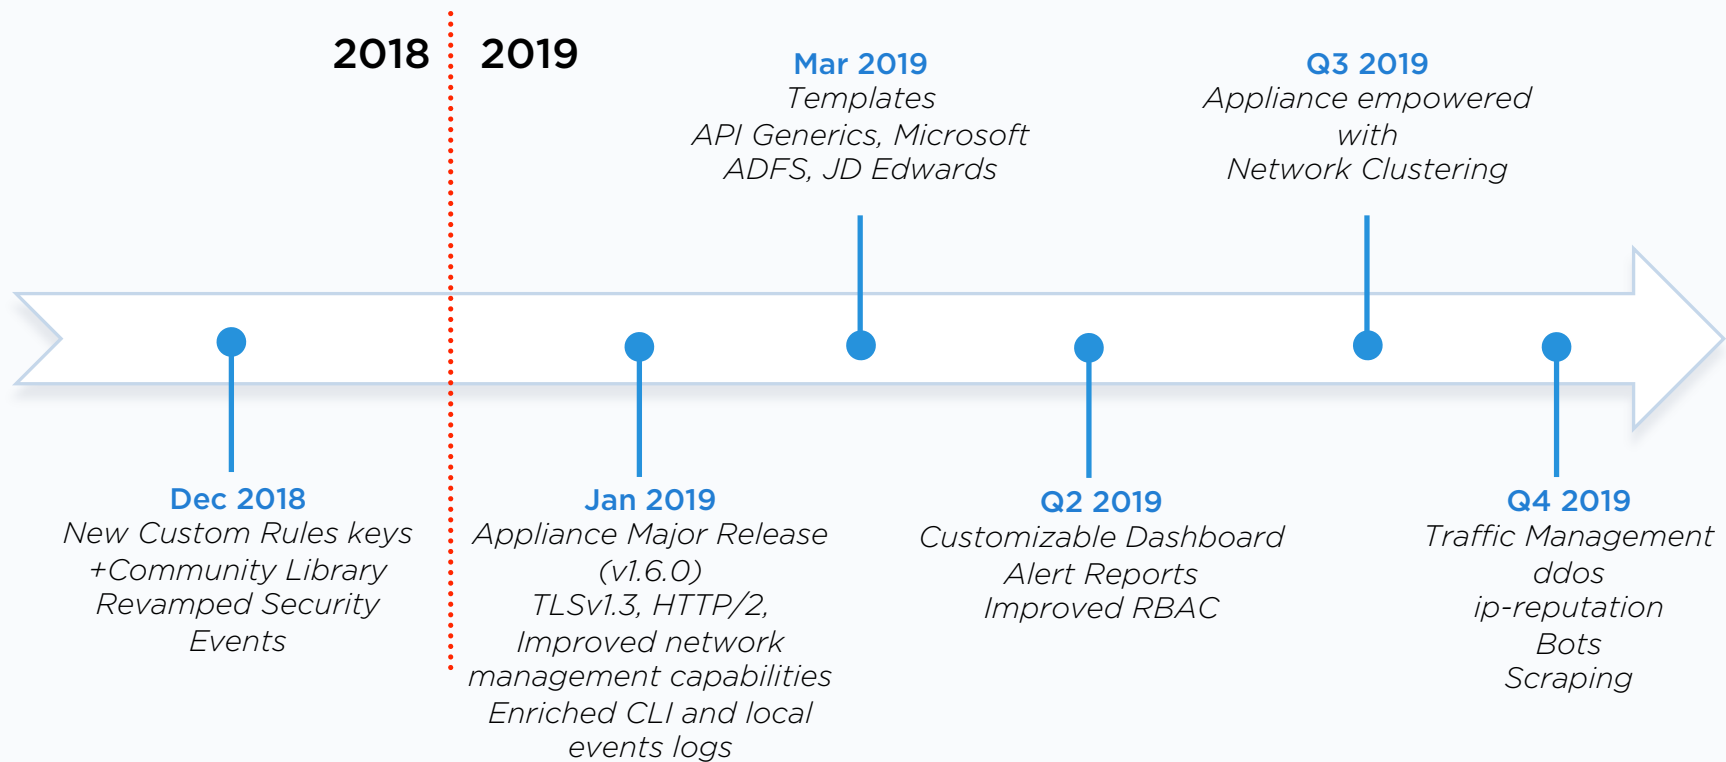 2018
2019
Mar 2019
Templates
API Generics, Microsoft
ADFS, JD Edwards
Q3 2019
Appliance empowered
with
Network Clustering
Dec 2018
New Custom Rules keys
+Community Library
Revamped Security
Events
Jan 2019
Appliance Major Release
(v1.6.0)
TLSv1.3, HTTP/2,
Improved network
management capabilities
Enriched CLI and local
events logs
Q2 2019
Customizable Dashboard
Alert Reports
Improved RBAC
Q4 2019
Traffic Management
ddos
ip-reputation
Bots
Scraping